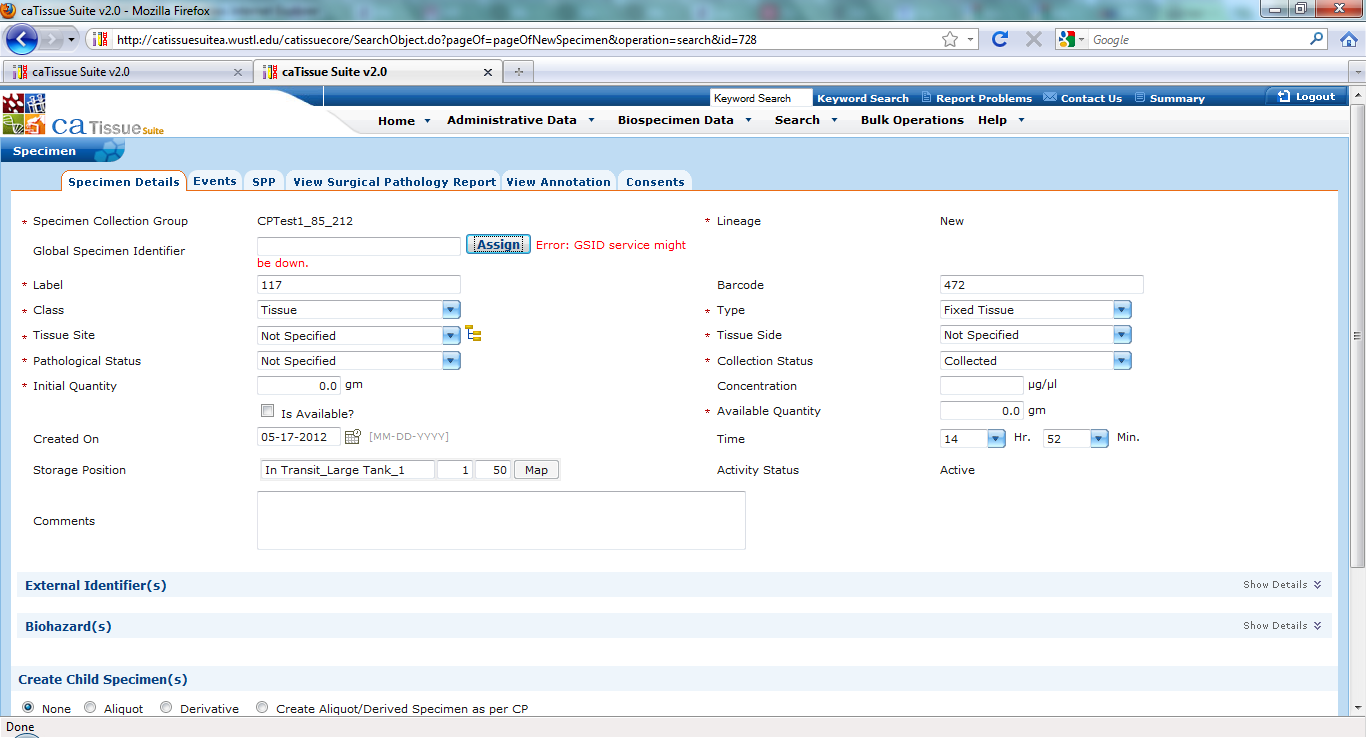 caTissue Suite v2.0 - Mozilla Firefox
http://catissuesuitea.wustl.edu/catissuecore/SearchObject.do?pageOf=pageOfNewSpecimen&operation=search&id=728
Google
caTissue Suite v2.0
caTissue Suite v2.0
Keyword Search Keyword Search Report Problems Contact Us Summary Logout
ca Tissue Suite
Home Administrative Data Biospecimen Data Search Bulk Operations Help
Specimen
Specimen Details Events SPP View Surgical Pathology Report View Annotation Consents
* Specimen Collection Group CPTest1_85_212 * Lineage New
Global Specimen Identifier Assign Error: GSID service might
be down.
* Label 117 Barcode 472
* Class Tissue * Type Fixed Tissue
* Tissue Site Not Specified * Tissue Side Not Specified
* Pathological Status Not Specified * Collection Status Collected
* Initial Quantity 0.0 gm Concentration µg/µl
Is Available? * Available Quantity 0.0 gm
Created On 05-17-2012 [MM-DD-YYYY] Time 14 Hr. 52 Min.
Storage Position In Transit_Large Tank_1 1 50 Map Activity Status Active
Comments
External Identifier(s) Show Details
Biohazard(s) Show Details
Create Child Specimen(s)
None Aliquot Derivative Create Aliquot/Derived Specimen as per CP
Done